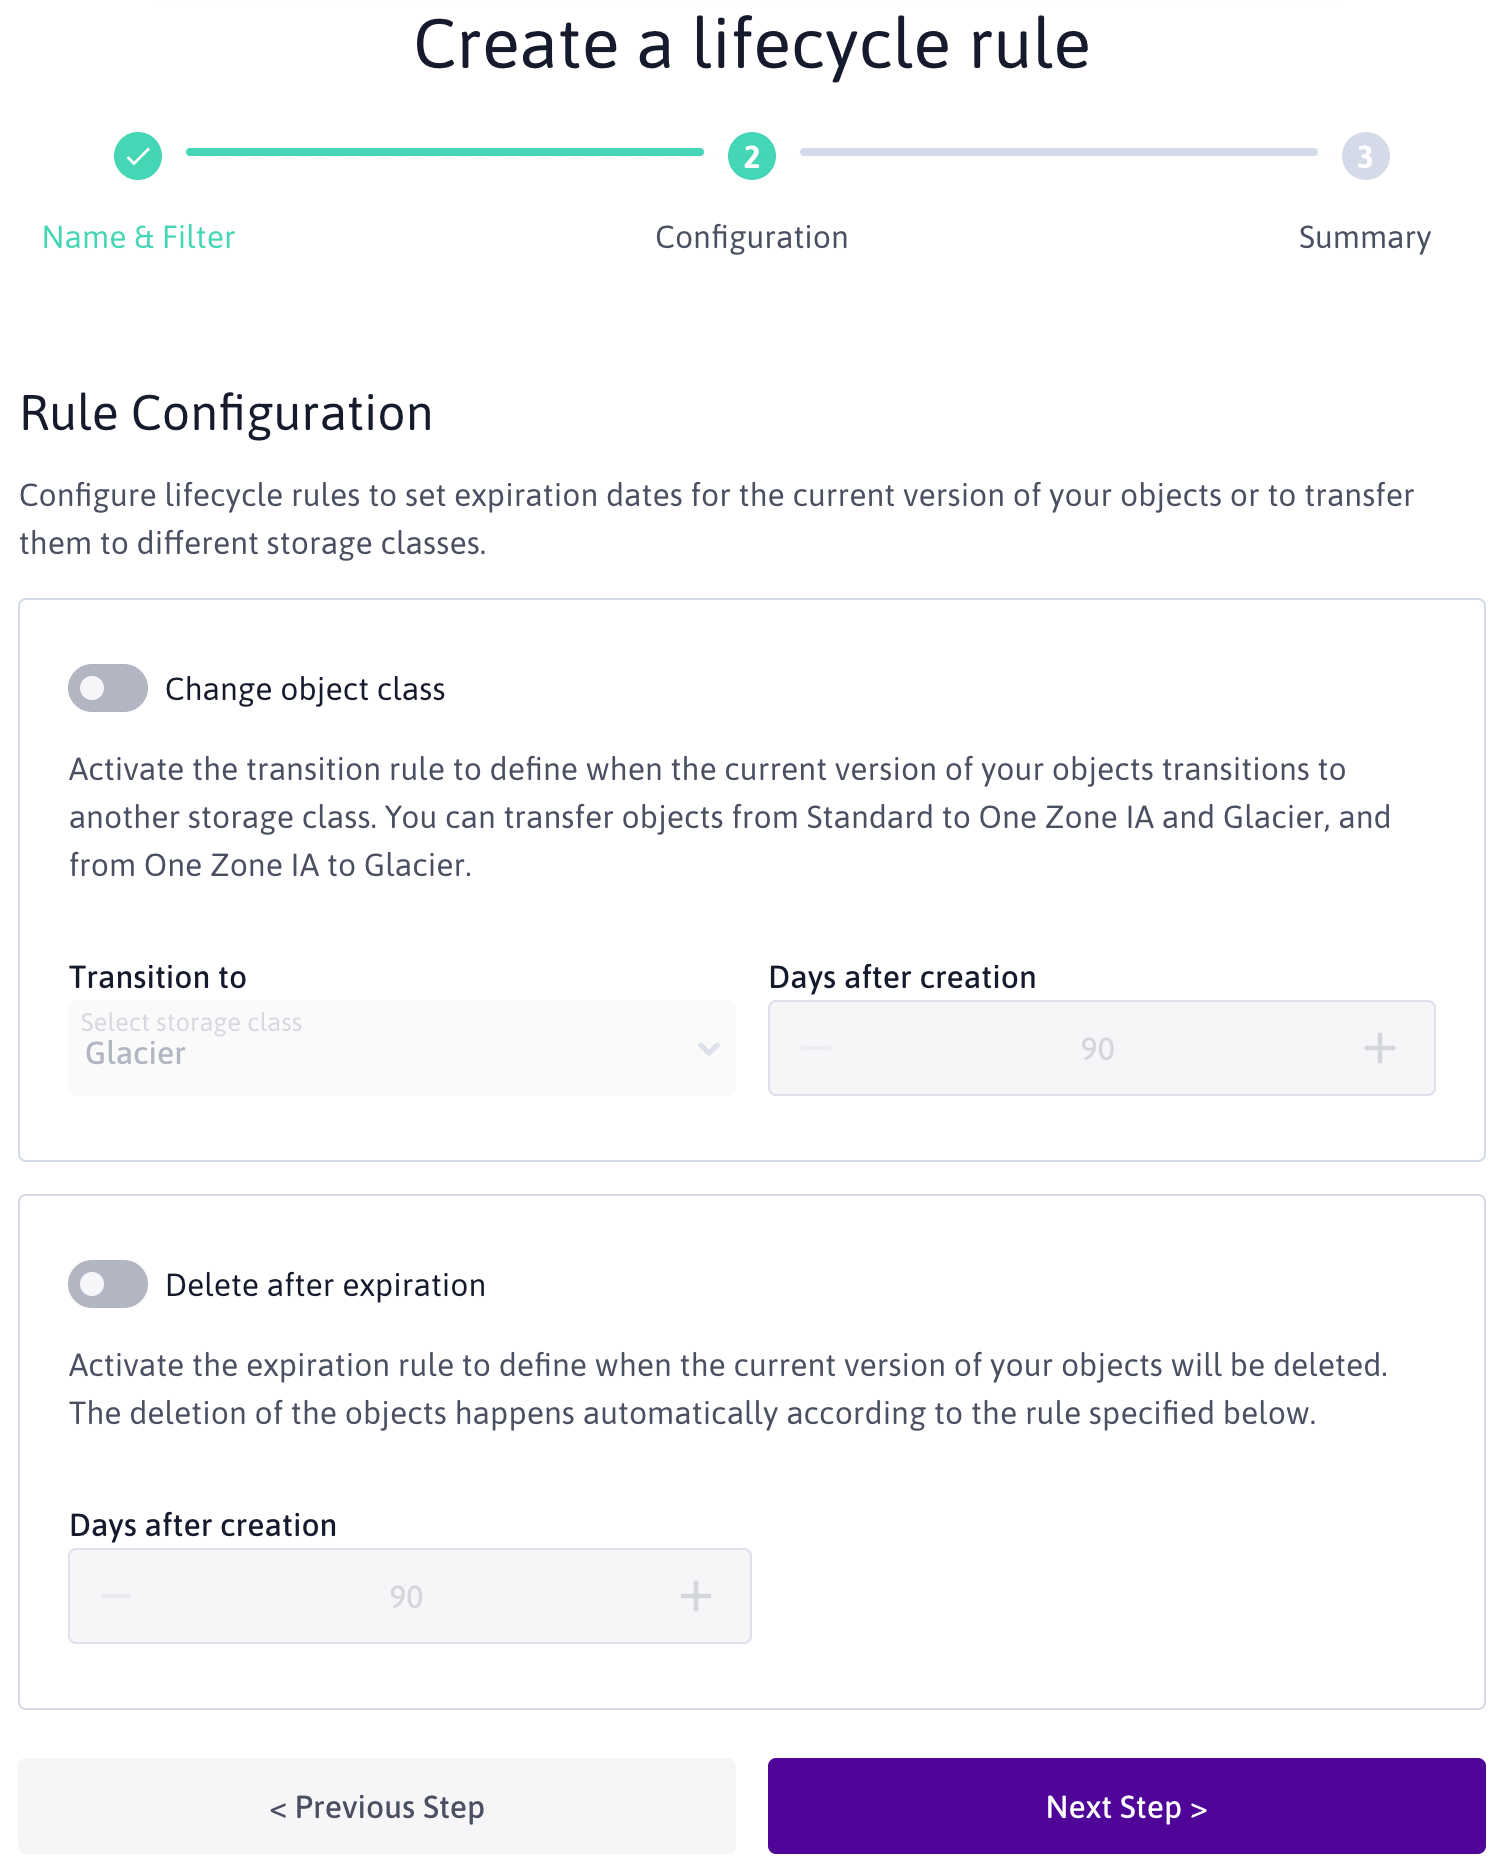 Create a lifecycle rule
2
3
Name & Filter
Configuration
Summary
Rule Configuration
Configure lifecycle rules to set expiration dates for the current version of your objects or to transfer
them to different storage classes.
Change object class
Activate the transition rule to define when the current version of your objects transitions to
another storage class. You can transfer objects from Standard to One Zone IA and Glacier, and
from One Zone IA to Glacier.
Transition to
Days after creation
Select storage class
Glacier
90
Delete after expiration
Activate the expiration rule to define when the current version of your objects will be deleted.
The deletion of the objects happens automatically according to the rule specified below.
Days after creation
90
< Previous Step
Next Step >